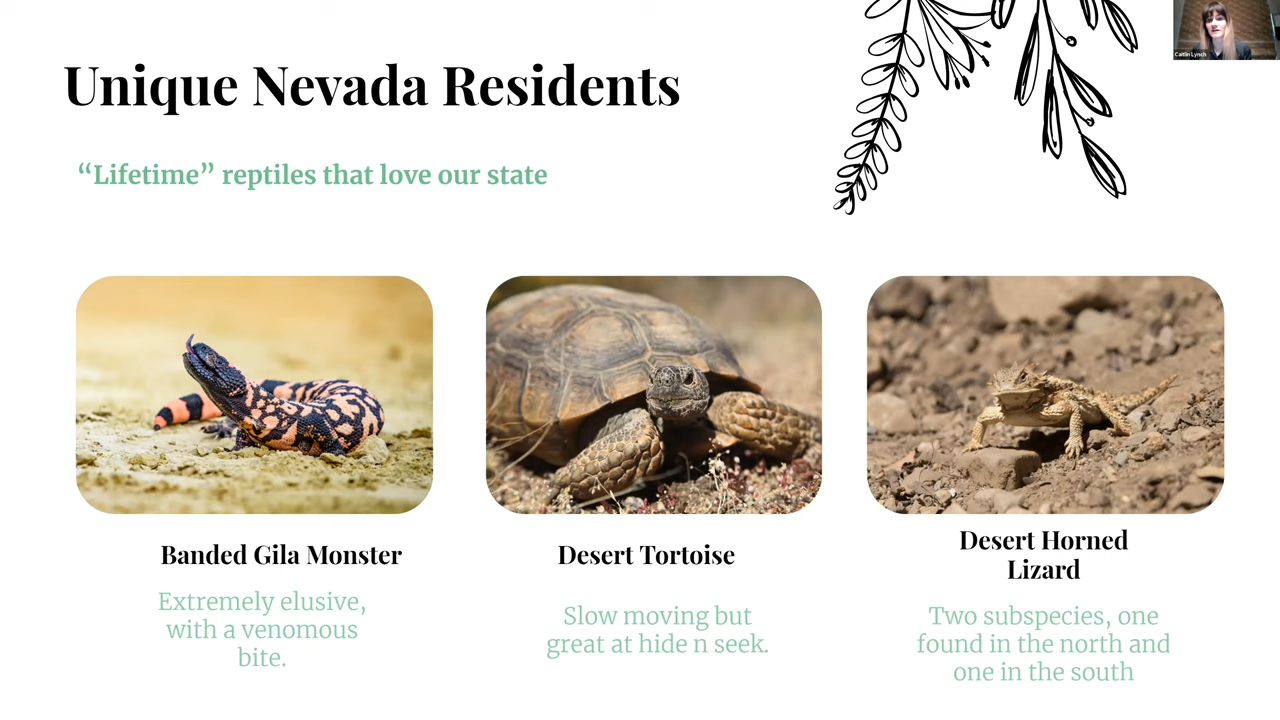 Caitlin Lynch
Unique Nevada Residents
“Lifetime” reptiles that love our state
Banded Gila Monster
Extremely elusive,
with a venomous
bite.
Desert Tortoise
Slow moving but
great at hide n seek.
Desert Horned
Lizard
Two subspecies, one
found in the north and
one in the south